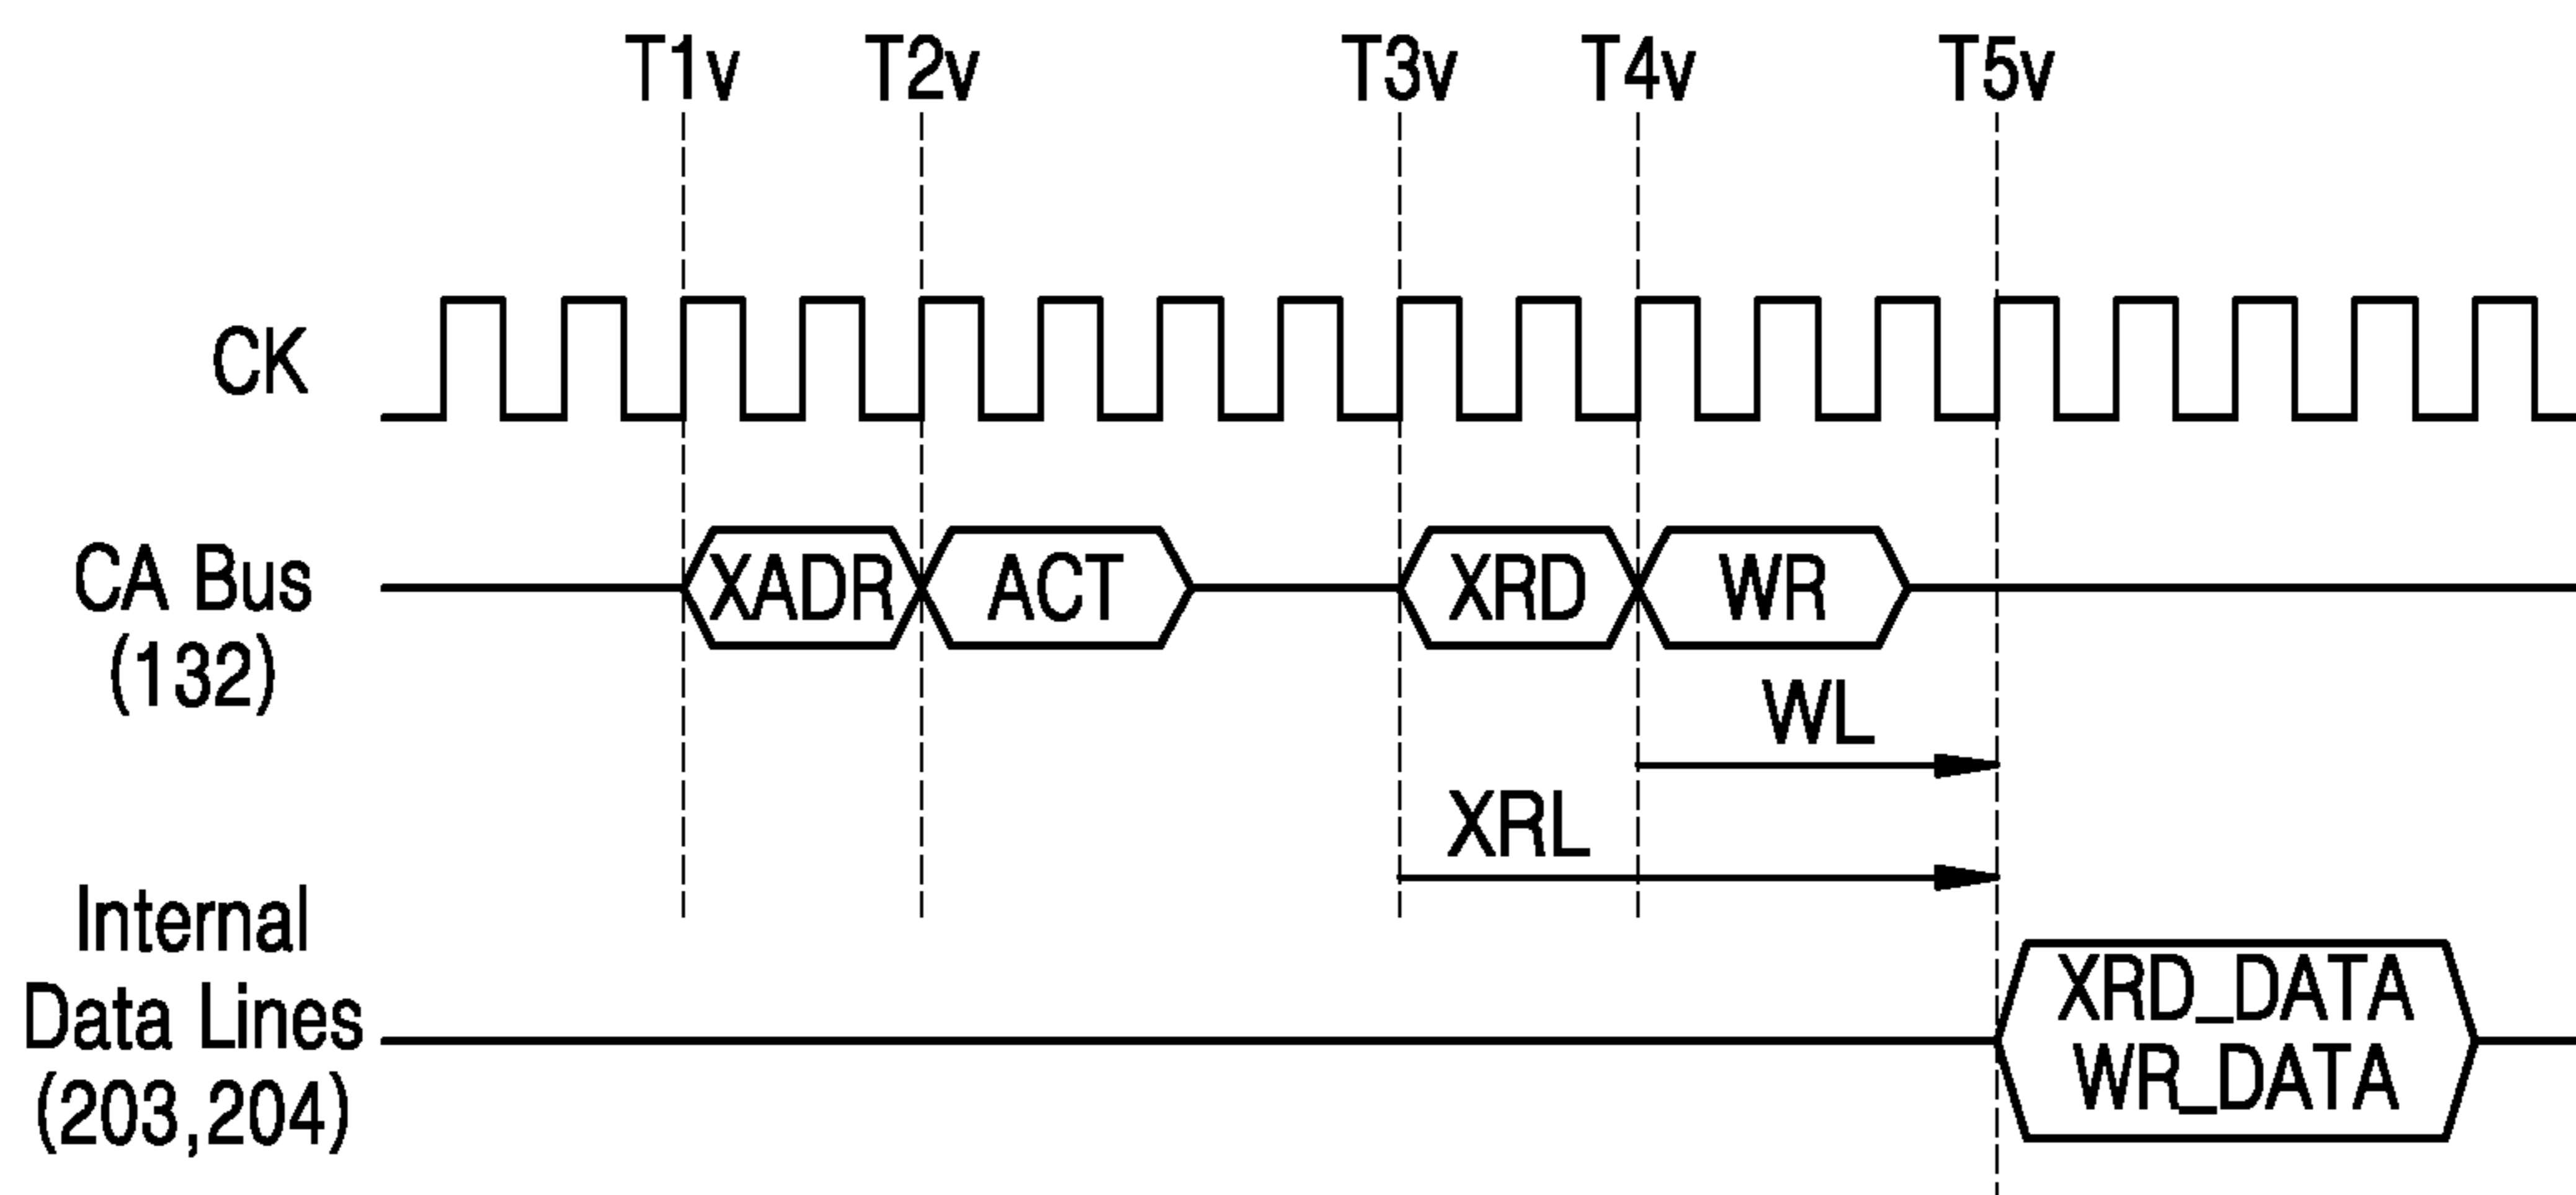 T1v T2v T3v T4v T5v
CK
CA Bus
(132)
XADR ACT XRD WR
WL
XRL
Internal
Data Lines
(203,204)
XRD_DATA
WR_DATA